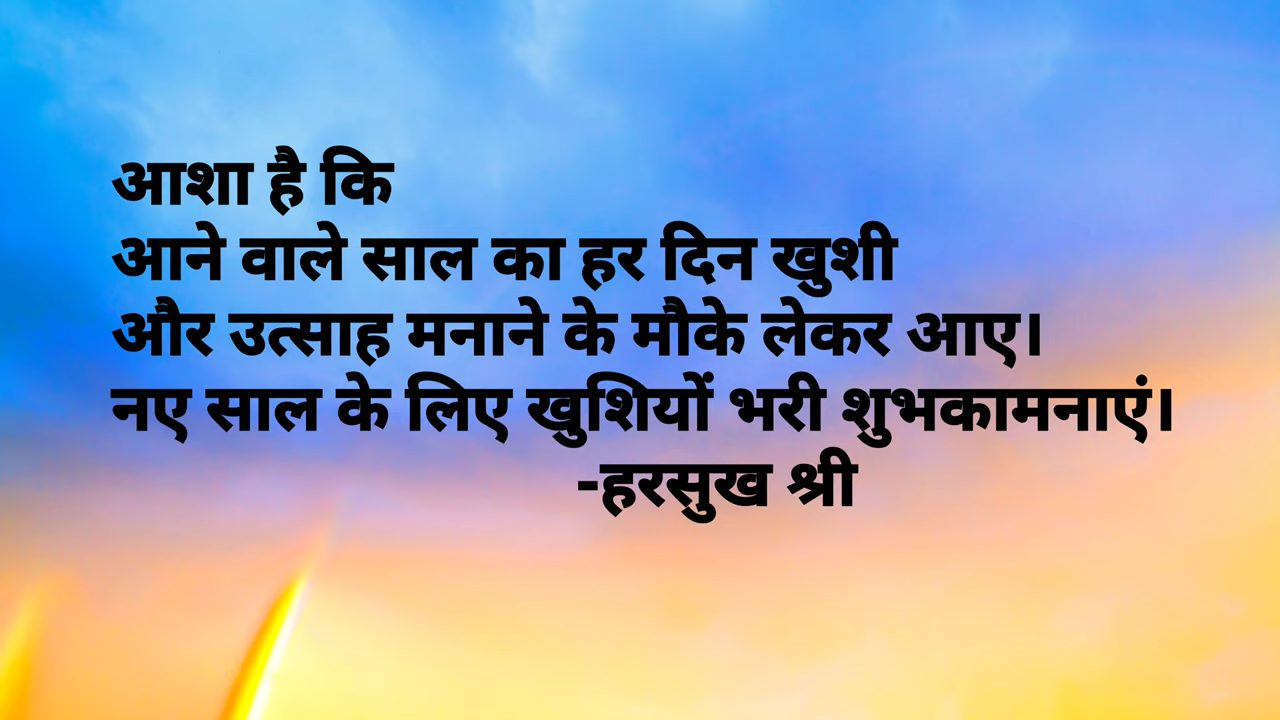 आशा है कि
आने वाले साल का हर दिन खुशी
और उत्साह मनाने के मौके लेकर आए।
नए साल के लिए खुशियों भरी शुभकामनाएं।
-हरसुख श्री